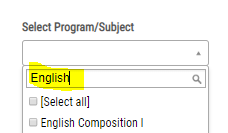 Select Program/Subject
English
[Select all]
English Composition I